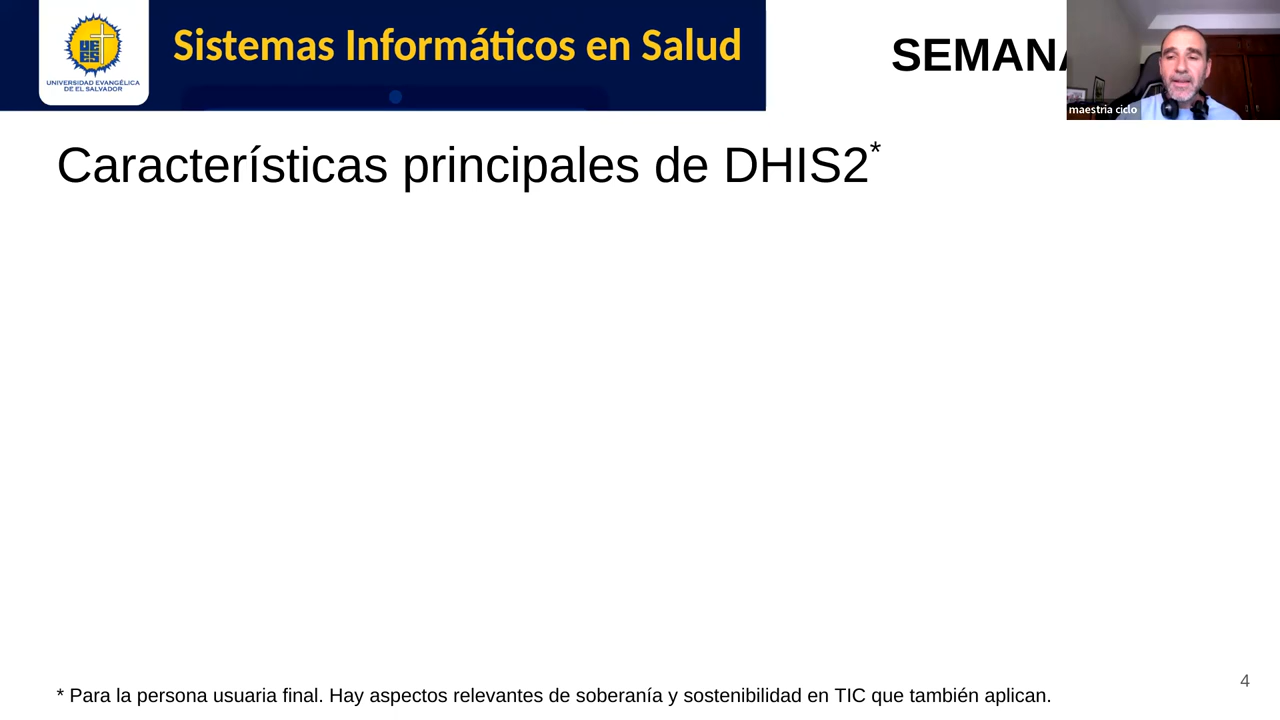 Sistemas Informáticos en Salud
SEMANA
UNIVERSIDAD EVANGÉLICA
DE EL SALVADOR
maestria ciclo
Características principales de DHIS2*
4
* Para la persona usuaria final. Hay aspectos relevantes de soberanía y sostenibilidad en TIC que también aplican.